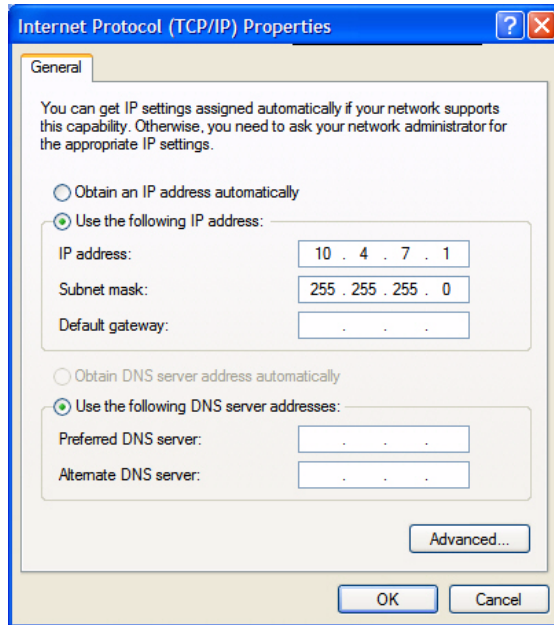 Internet Protocol (TCP/IP) Properties
General
You can get IP settings assigned automatically if your network supports
this capability. Otherwise, you need to ask your network administrator for
the appropriate IP settings.
Obtain an IP address automatically
Use the following IP address:
IP address: 10 . 4 . 7 . 1
Subnet mask: 255 . 255 . 255 . 0
Default gateway: . . .
Obtain DNS server address automatically
Use the following DNS server addresses:
Preferred DNS server: . . .
Alternate DNS server: . . .
Advanced...
OK Cancel